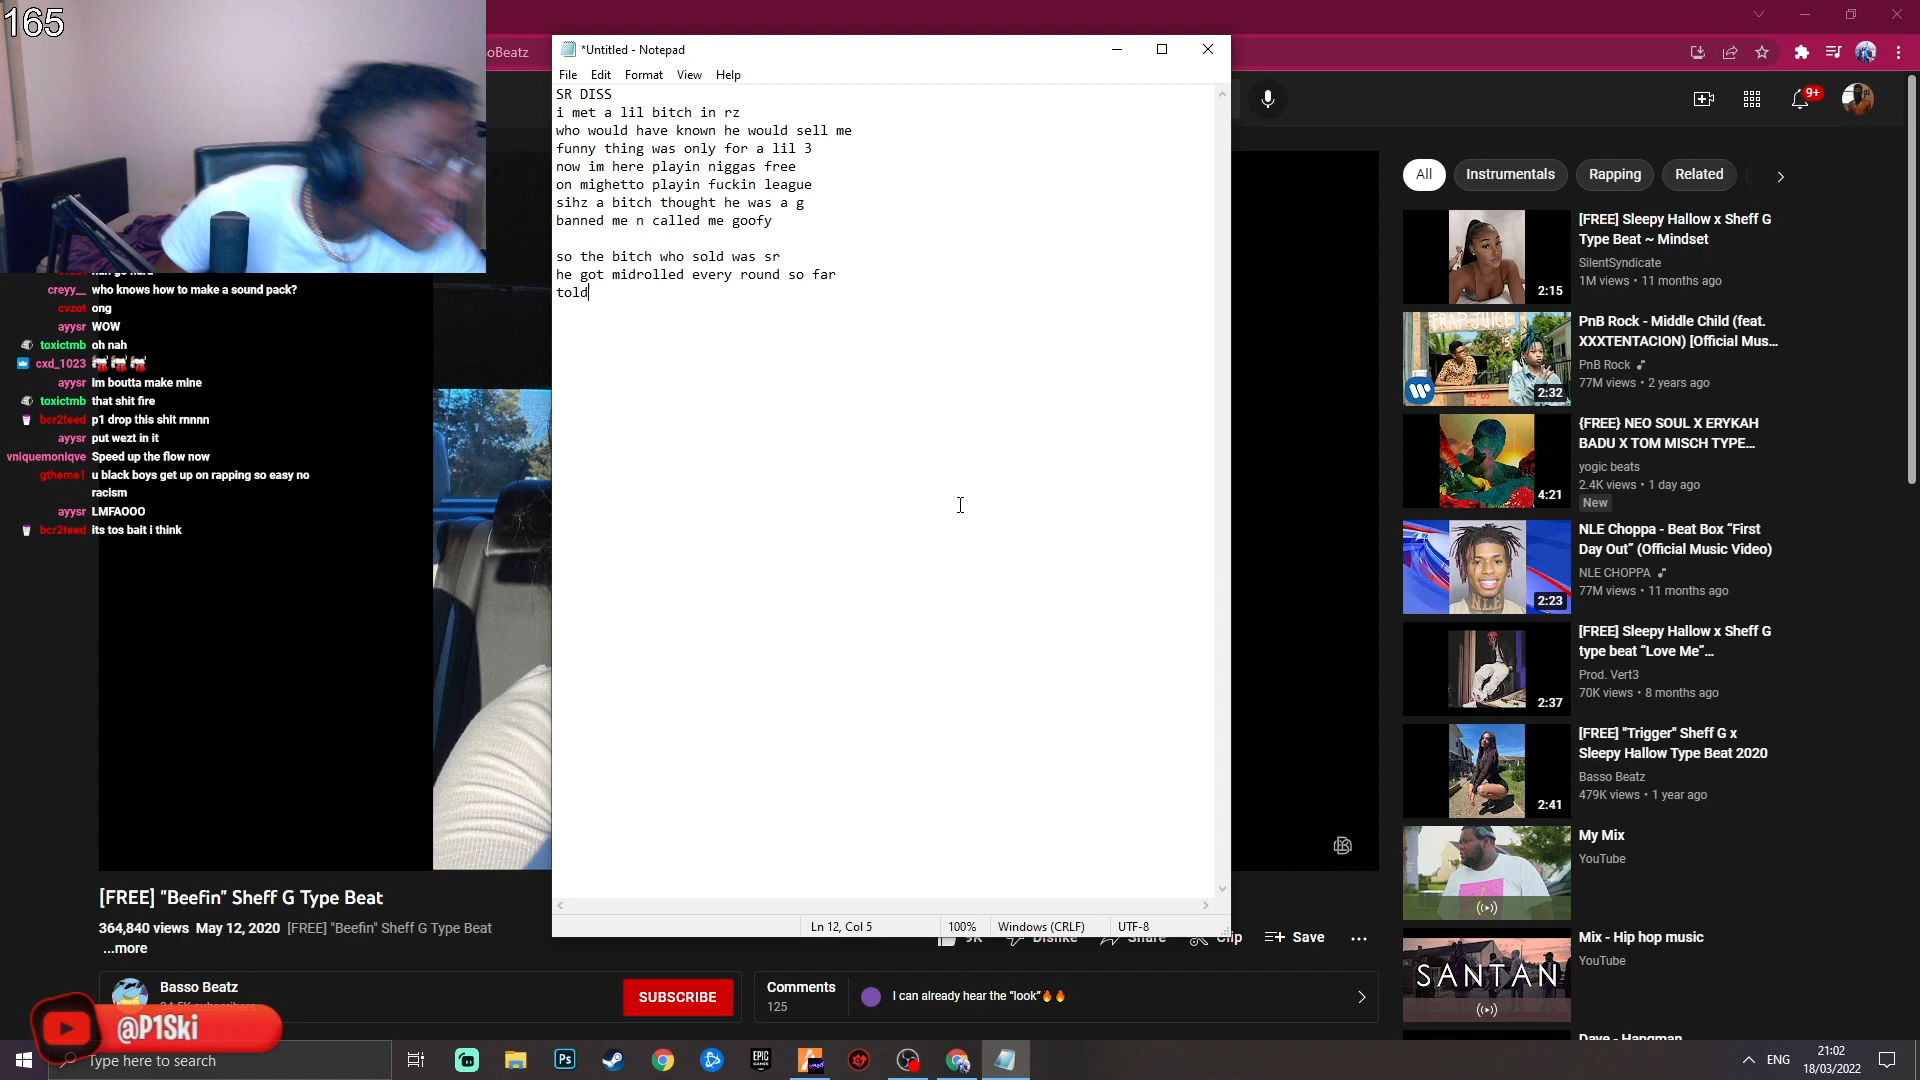 165
oBeatz
*Untitled - Notepad
File Edit Format View Help
SR DISS
i met a lil bitch in rz
who would have known he would sell me
funny thing was only for a lil 3
now im here playin niggas free
on mighetto playin fuckin league
sihz a bitch thought he was a g
banned me n called me goofy
so the bitch who sold was sr
he got midrolled every round so far
told
Ln 12, Col 5
100%
Windows (CRLF)
UTF-8
creyy__ who knows how to make a sound pack?
cvzot ong
ayysr WOW
toxictmb oh nah
cxd_1023
ayysr im boutta make mine
toxictmb that shit fire
bcr2teed p1 drop this shit rnnnn
ayysr put wezt in it
vniquemoniqve Speed up the flow now
gtheme1 u black boys get up on rapping so easy no
racism
ayysr LMFAOOO
bcr2teed its tos bait i think
9+
All
Instrumentals
Rapping
Related
[FREE] Sleepy Hallow x Sheff G
Type Beat ~ Mindset
SilentSyndicate
1M views • 11 months ago
2:15
TRAP JUICE
PnB Rock - Middle Child (feat.
XXXTENTACION) [Official Mus...
PnB Rock
77M views • 2 years ago
2:32
{FREE} NEO SOUL X ERYKAH
BADU X TOM MISCH TYPE...
yogic beats
2.4K views • 1 day ago
New
4:21
NLE Choppa - Beat Box “First
Day Out” (Official Music Video)
NLE CHOPPA
77M views • 11 months ago
2:23
[FREE] Sleepy Hallow x Sheff G
type beat “Love Me”...
Prod. Vert3
70K views • 8 months ago
2:37
[FREE] "Trigger" Sheff G x
Sleepy Hallow Type Beat 2020
Basso Beatz
479K views • 1 year ago
2:41
My Mix
YouTube
Mix - Hip hop music
YouTube
SANTAN
Dave - Hangman
[FREE] "Beefin" Sheff G Type Beat
364,840 views May 12, 2020 [FREE] "Beefin" Sheff G Type Beat
...more
9K
Dislike
Share
Clip
Save
Basso Beatz
SUBSCRIBE
Comments
125
I can already hear the “look”🔥🔥
@P1Ski
Type here to search
Ps
EPIC
GAMES
ENG
21:02
18/03/2022